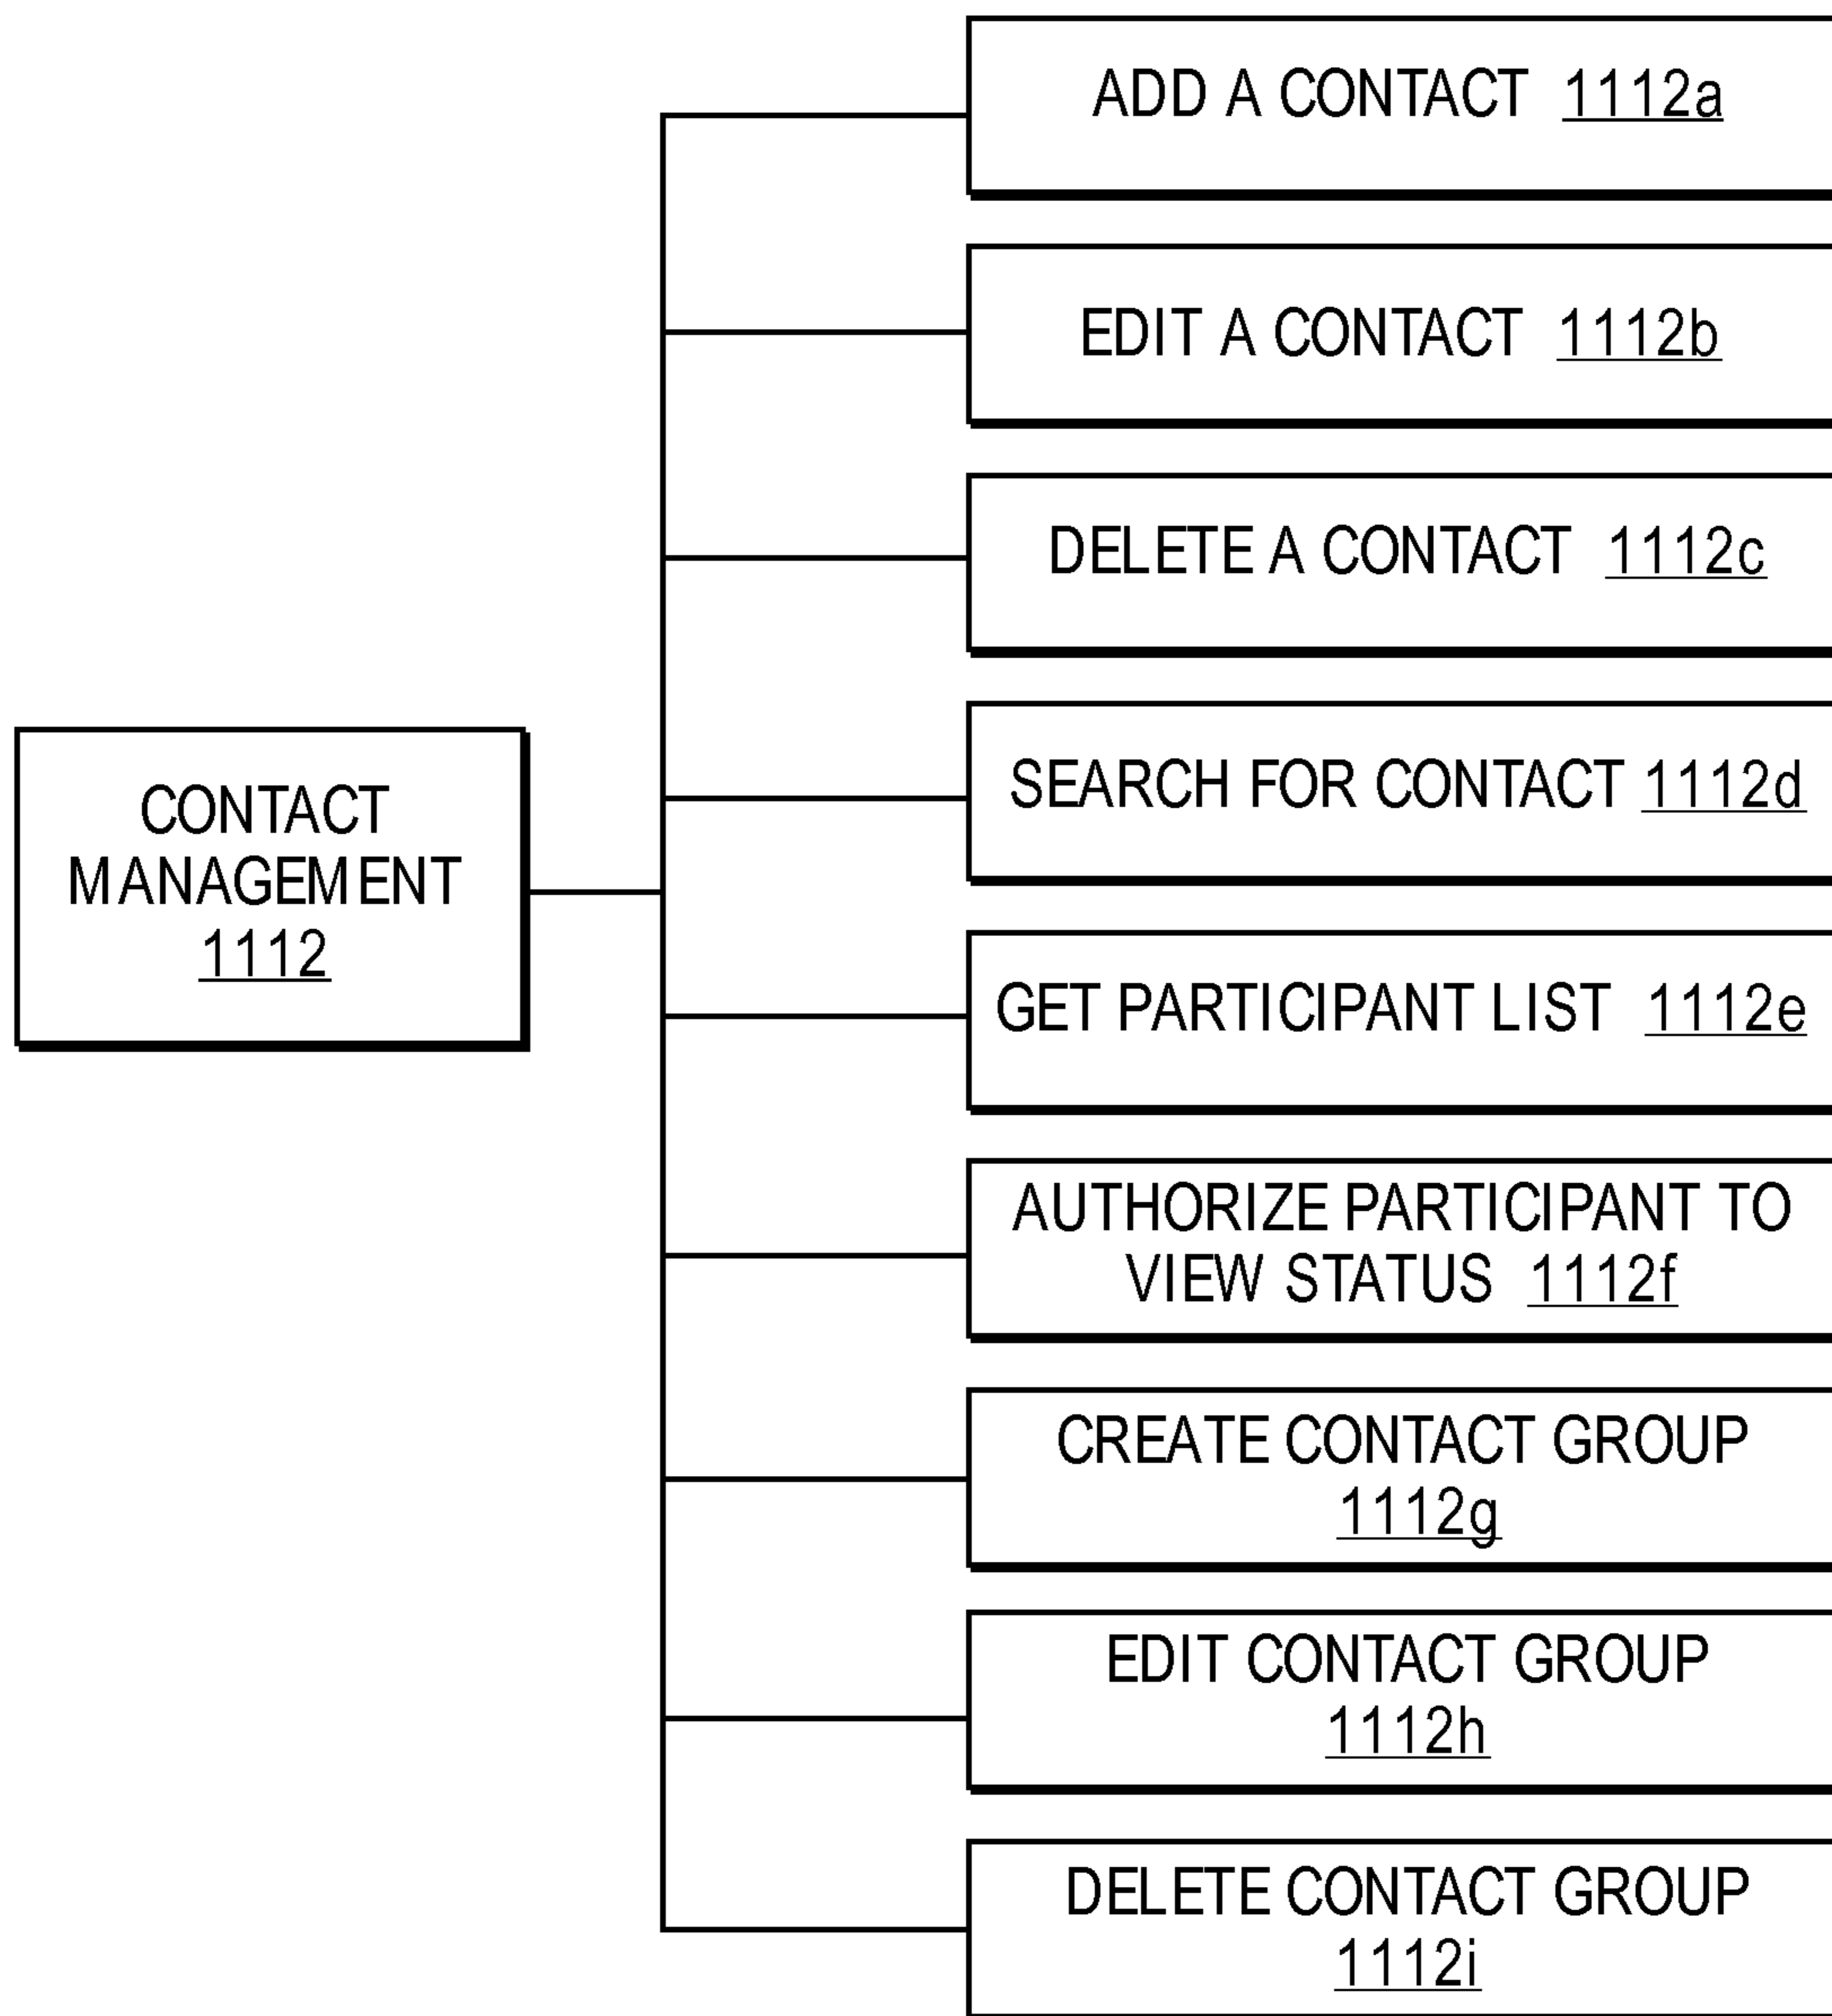 ADD A CONTACT 1112a
EDIT A CONTACT 1112b
DELETE A CONTACT 1112c
SEARCH FOR CONTACT 1112d
CONTACT
MANAGEMENT
1112
GET PARTICIPANT LIST 1112e
AUTHORIZE PARTICIPANT TO
VIEW STATUS 1112f
CREATE CONTACT GROUP
1112g
EDIT CONTACT GROUP
1112h
DELETE CONTACT GROUP
1112i